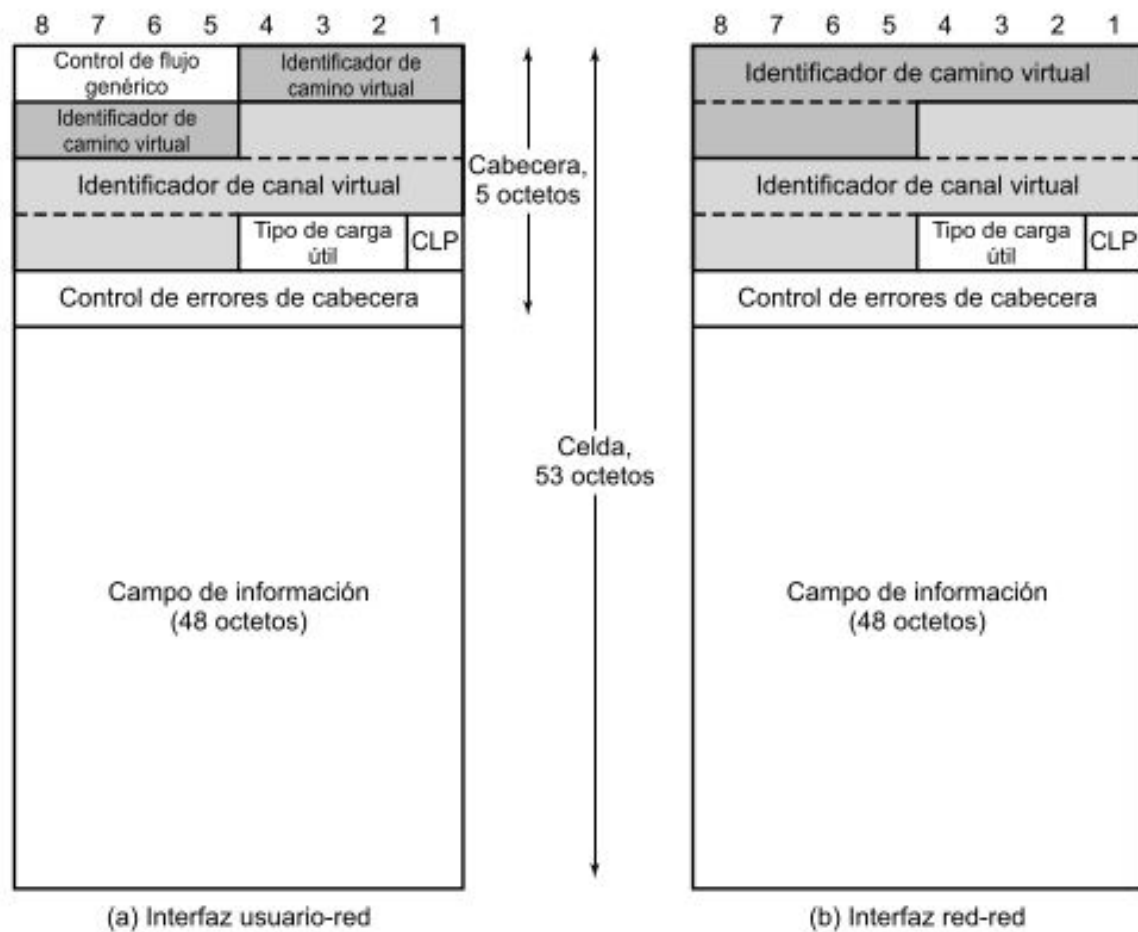 8 7 6 5 4 3 2 1
Control de flujo
genérico
Identificador de
camino virtual
Identificador de
camino virtual
Identificador de canal virtual
Tipo de carga
útil
CLP
Control de errores de cabecera
Campo de información
(48 octetos)
(a) Interfaz usuario-red
Cabecera,
5 octetos
Celda,
53 octetos
8 7 6 5 4 3 2 1
Identificador de camino virtual
Identificador de canal virtual
Tipo de carga
útil
CLP
Control de errores de cabecera
Campo de información
(48 octetos)
(b) Interfaz red-red